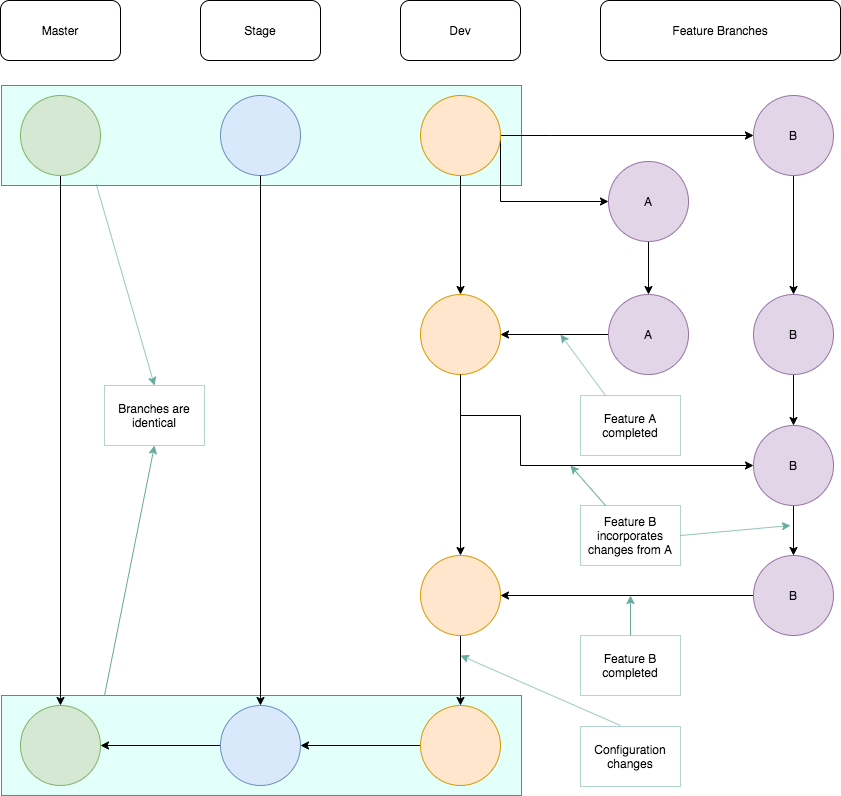 Master
Stage
Dev
Feature Branches
B
A
A
B
Branches are
identical
Feature A
completed
B
Feature B
incorporates
changes from A
B
Feature B
completed
Configuration
changes